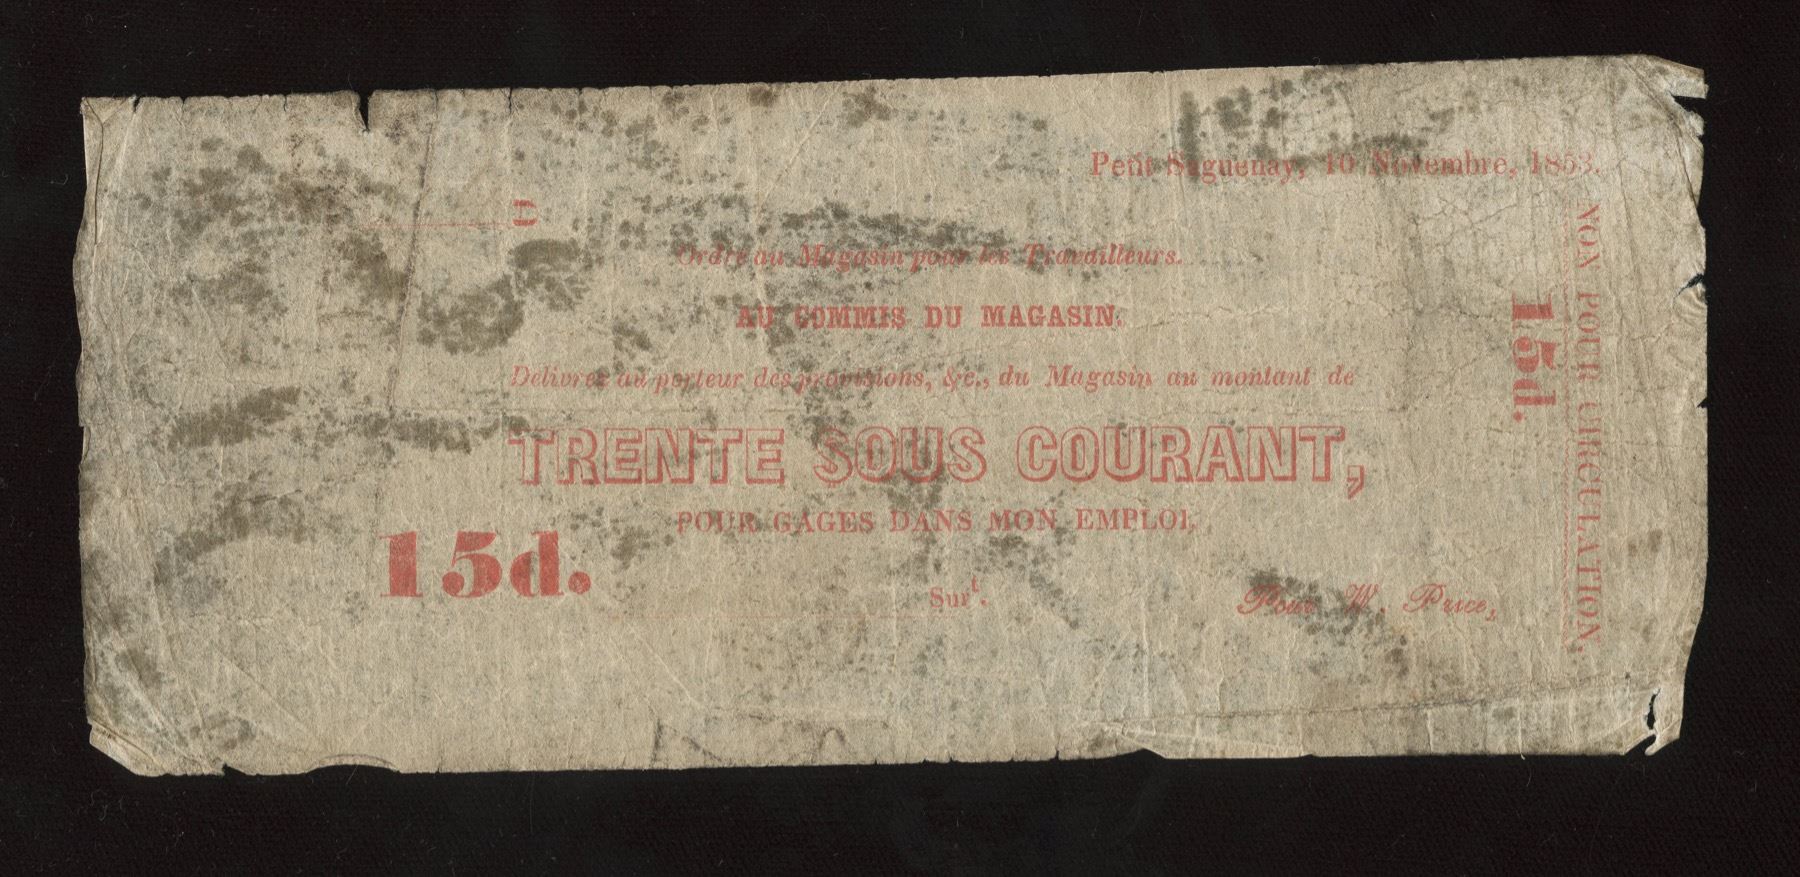 Petit Saguenay, 10 Novembre, 1853.
D
Ordre au Magasin pour les Travailleurs.
AU COMMIS DU MAGASIN.
Délivrez au porteur des provisions, &c., du Magasin au montant de
TRENTE SOUS COURANT,
POUR GAGES DANS MON EMPLOI.
15d.
Surt.
Pour W. Price,
15d.
NON POUR CIRCULATION.